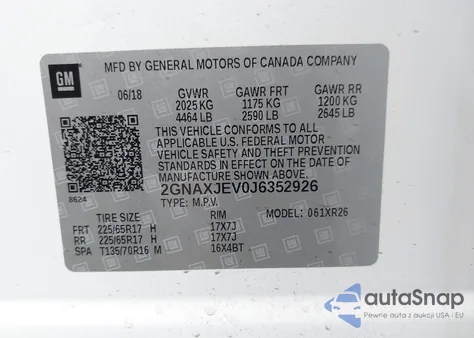 GM
MFD BY GENERAL MOTORS OF CANADA COMPANY
06/18 GVWR GAWR FRT GAWR RR
2025 KG 1175 KG 1200 KG
4464 LB 2590 LB 2645 LB
THIS VEHICLE CONFORMS TO ALL
APPLICABLE U.S. FEDERAL MOTOR
VEHICLE SAFETY AND THEFT PREVENTION
STANDARDS IN EFFECT ON THE DATE OF
MANUFACTURE SHOWN ABOVE.
8624
2GNAXJEV0J6352926
TYPE: M.P.V.
TIRE SIZE RIM MODEL: 061XR26
FRT 225/65R17 H 17X7J
RR 225/65R17 H 17X7J
SPA T135/70R16 M 16X4BT
autoSnap
Pewne auta z aukcji USA i EU